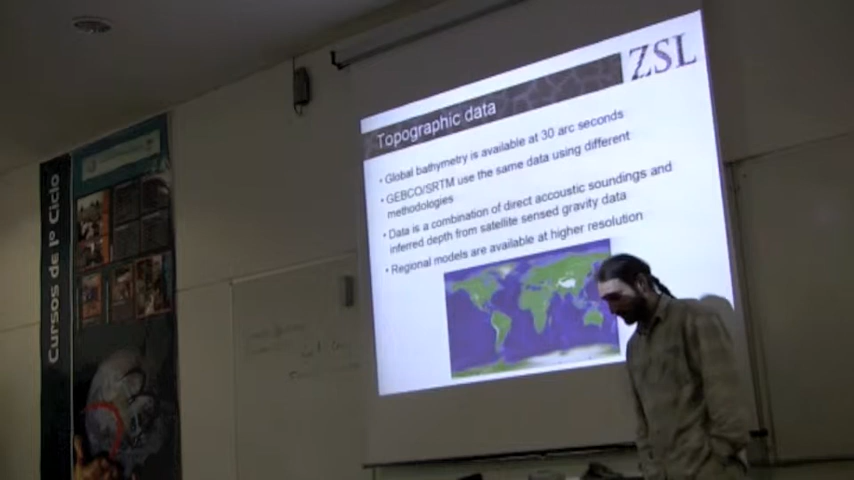 Cursos de 1º Ciclo
ZSL
Topographic data
• Global bathymetry is available at 30 arc seconds
• GEBCO/SRTM use the same data using different
methodologies
• Data is a combination of direct accoustic soundings and
inferred depth from satellite sensed gravity data
• Regional models are available at higher resolution